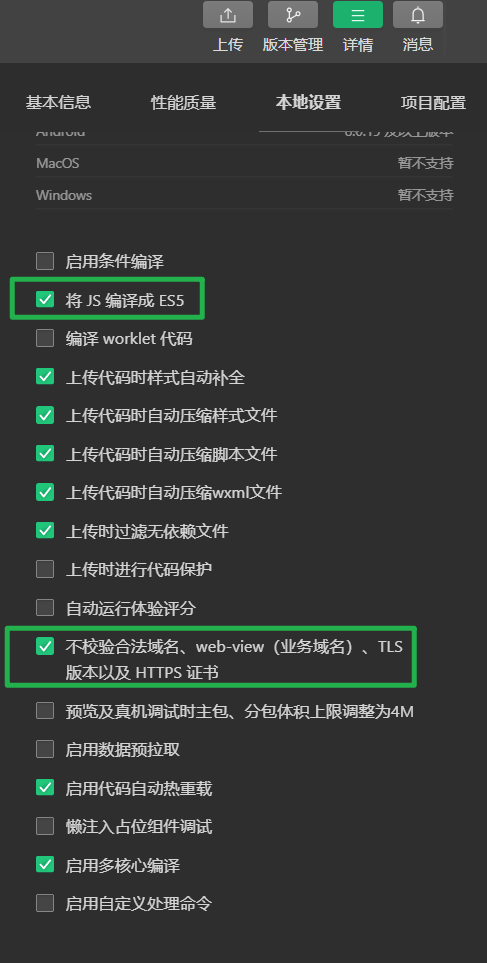 上传 版本管理 详情 消息
基本信息 性能质量 本地设置 项目配置
Android 8.0.19 及以上版本
MacOS 暂不支持
Windows 暂不支持
启用条件编译
将 JS 编译成 ES5
编译 worklet 代码
上传代码时样式自动补全
上传代码时自动压缩样式文件
上传代码时自动压缩脚本文件
上传代码时自动压缩wxml文件
上传时过滤无依赖文件
上传时进行代码保护
自动运行体验评分
不校验合法域名、web-view（业务域名）、TLS
版本以及 HTTPS 证书
预览及真机调试时主包、分包体积上限调整为4M
启用数据预拉取
启用代码自动热重载
懒注入占位组件调试
启用多核心编译
启用自定义处理命令